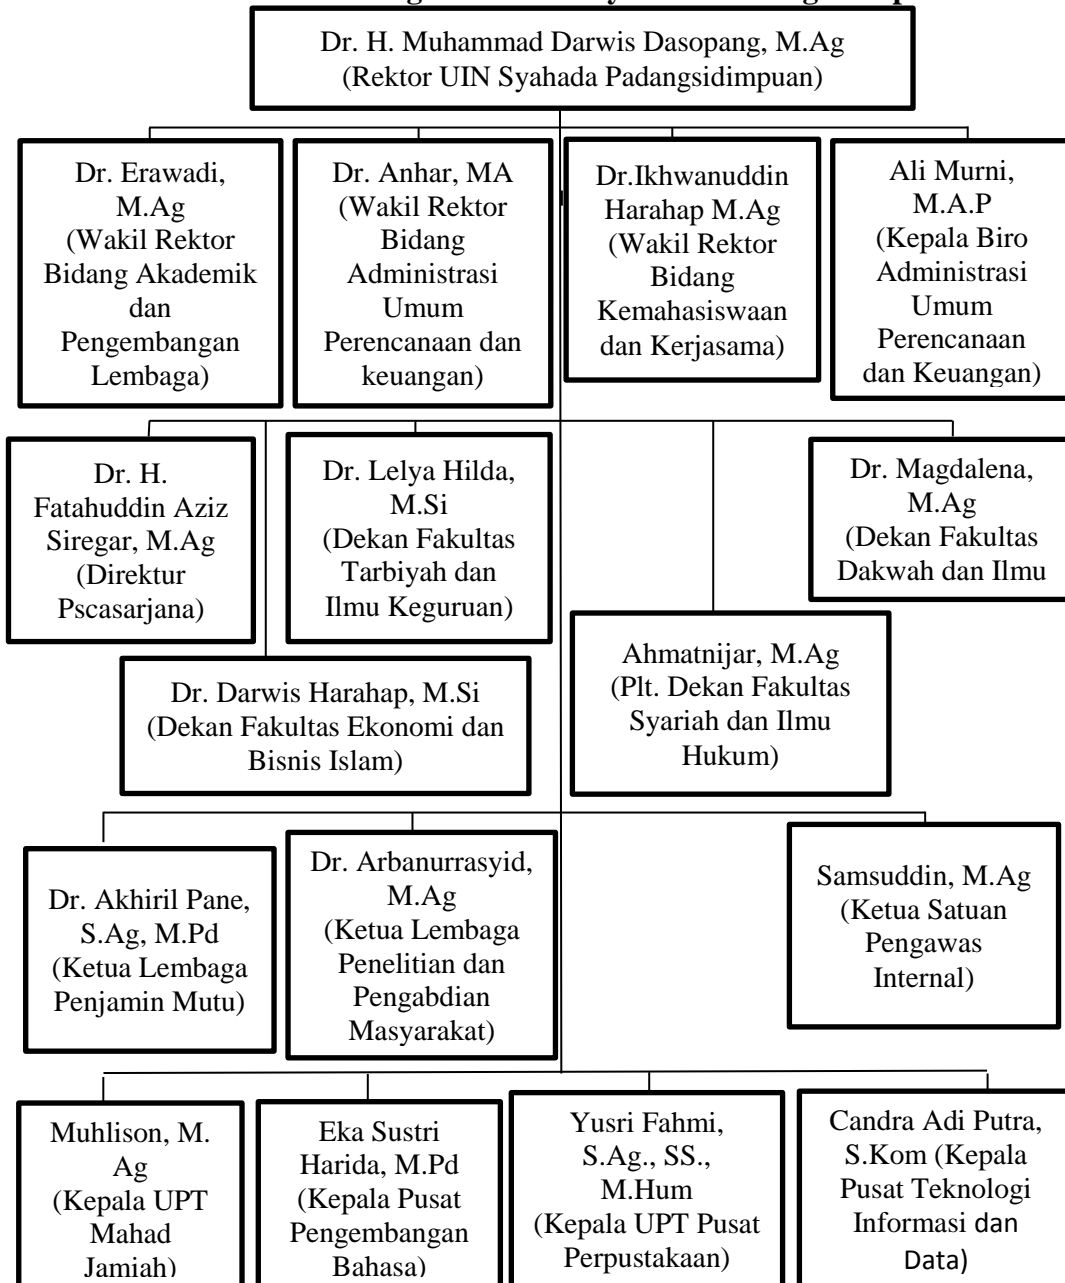 Dr. H. Muhammad Darwis Dasopang, M.Ag
(Rektor UIN Syahada Padangsidimpuan)
Dr. Erawadi,
M.Ag
(Wakil Rektor
Bidang Akademik
dan
Pengembangan
Lembaga)
Dr. Anhar, MA
(Wakil Rektor
Bidang
Administrasi
Umum
Perencanaan dan
keuangan)
Dr.Ikhwanuddin
Harahap M.Ag
(Wakil Rektor
Bidang
Kemahasiswaan
dan Kerjasama)
Ali Murni,
M.A.P
(Kepala Biro
Administrasi
Umum
Perencanaan
dan Keuangan)
Dr. H.
Fatahuddin Aziz
Siregar, M.Ag
(Direktur
Pscasarjana)
Dr. Lelya Hilda,
M.Si
(Dekan Fakultas
Tarbiyah dan
Ilmu Keguruan)
Dr. Magdalena,
M.Ag
(Dekan Fakultas
Dakwah dan Ilmu
Dr. Darwis Harahap, M.Si
(Dekan Fakultas Ekonomi dan
Bisnis Islam)
Ahmatnijar, M.Ag
(Plt. Dekan Fakultas
Syariah dan Ilmu
Hukum)
Dr. Akhiril Pane,
S.Ag, M.Pd
(Ketua Lembaga
Penjamin Mutu)
Dr. Arbanurrasyid,
M.Ag
(Ketua Lembaga
Penelitian dan
Pengabdian
Masyarakat)
Samsuddin, M.Ag
(Ketua Satuan
Pengawas
Internal)
Muhlison, M.
Ag
(Kepala UPT
Mahad
Jamiah)
Eka Sustri
Harida, M.Pd
(Kepala Pusat
Pengembangan
Bahasa)
Yusri Fahmi,
S.Ag., SS.,
M.Hum
(Kepala UPT Pusat
Perpustakaan)
Candra Adi Putra,
S.Kom (Kepala
Pusat Teknologi
Informasi dan
Data)